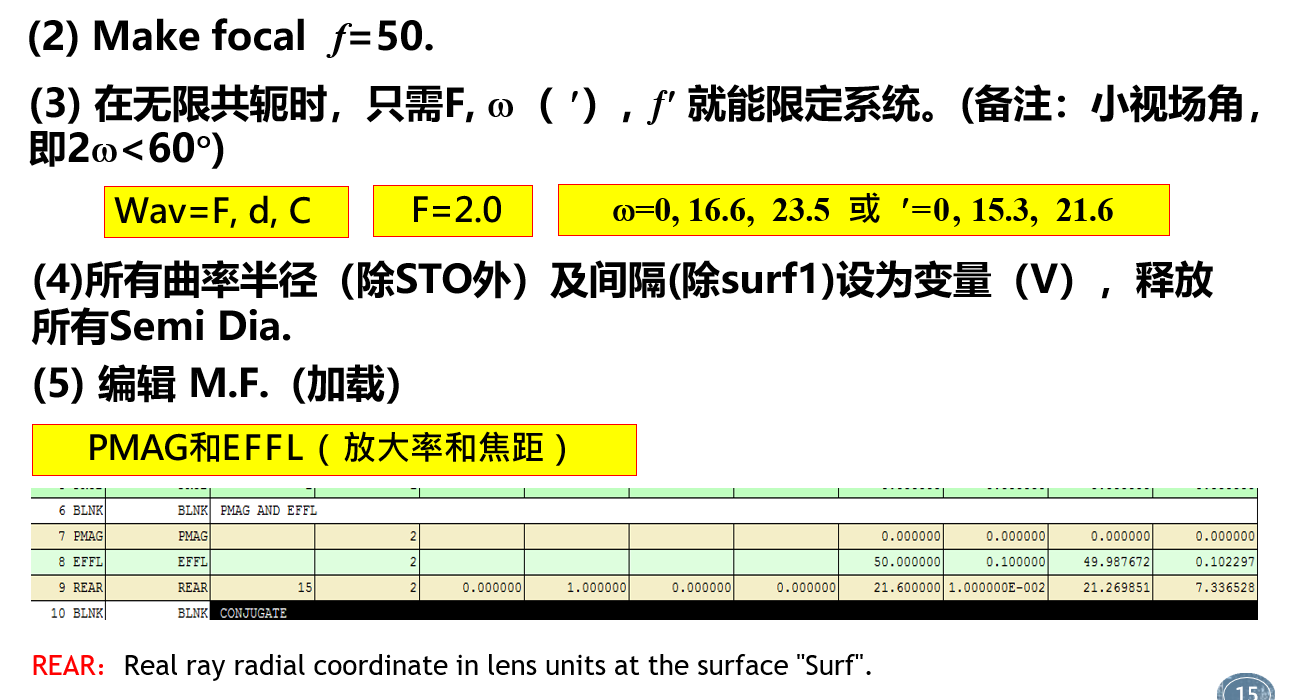 (2) Make focal f=50.
(3) 在无限共轭时，只需F, ω（ ′）, f′ 就能限定系统。(备注：小视场角，
即2ω<60°)
Wav=F, d, C
F=2.0
ω=0, 16.6, 23.5 或 ′=0, 15.3, 21.6
(4)所有曲率半径（除STO外）及间隔(除surf1)设为变量（V），释放
所有Semi Dia.
(5) 编辑 M.F.（加载）
PMAG和EFFL（放大率和焦距）
6 BLNK BLNK PMAG AND EFFL
7 PMAG PMAG 2 0.000000 0.000000 0.000000 0.000000
8 EFFL EFFL 2 50.000000 0.100000 49.987672 0.102297
9 REAR REAR 15 2 0.000000 1.000000 0.000000 0.000000 21.600000 1.000000E-002 21.269851 7.336528
10 BLNK BLNK CONJUGATE
REAR: Real ray radial coordinate in lens units at the surface "Surf".
15